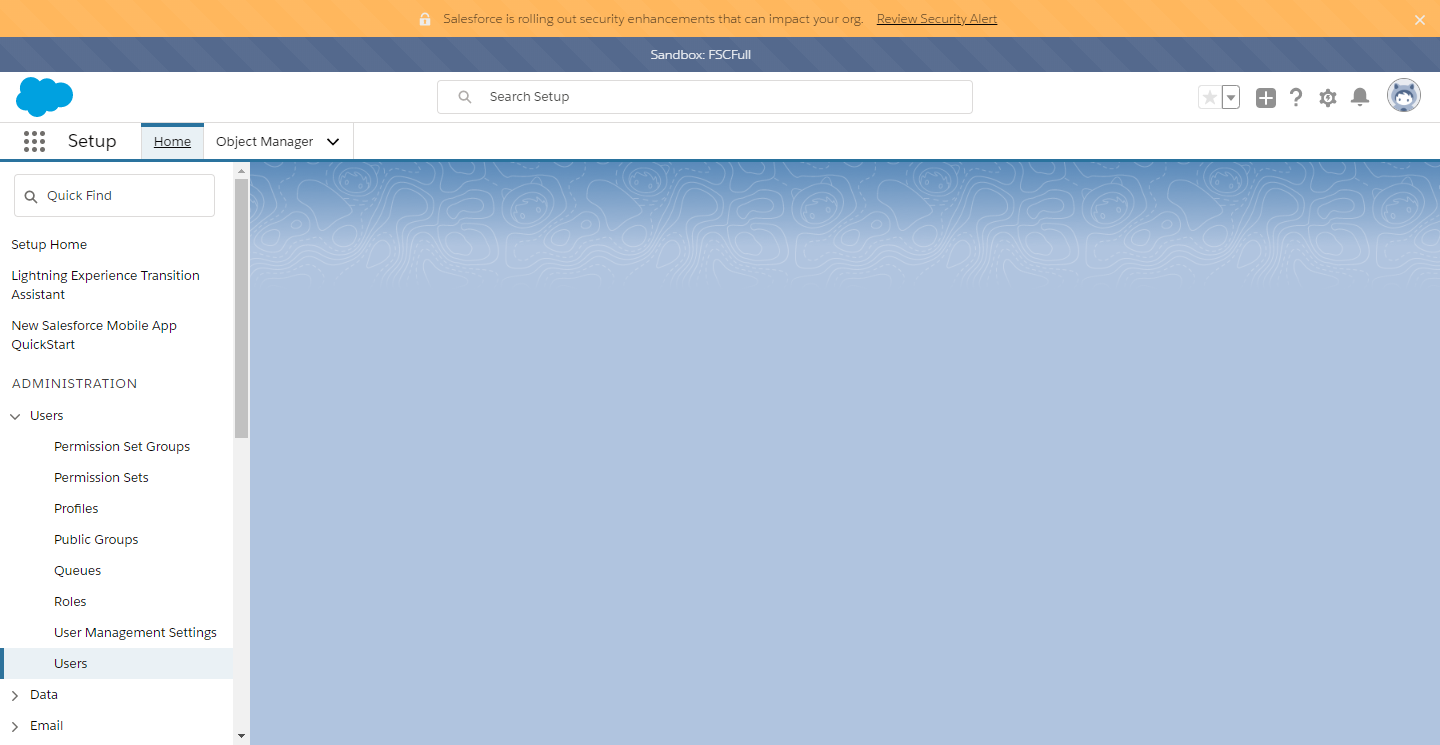 Salesforce is rolling out security enhancements that can impact your org. Review Security Alert
Sandbox: FSCFull
Search Setup
Setup
Home
Object Manager
Quick Find
Setup Home
Lightning Experience Transition
Assistant
New Salesforce Mobile App
QuickStart
ADMINISTRATION
Users
Permission Set Groups
Permission Sets
Profiles
Public Groups
Queues
Roles
User Management Settings
Users
Data
Email